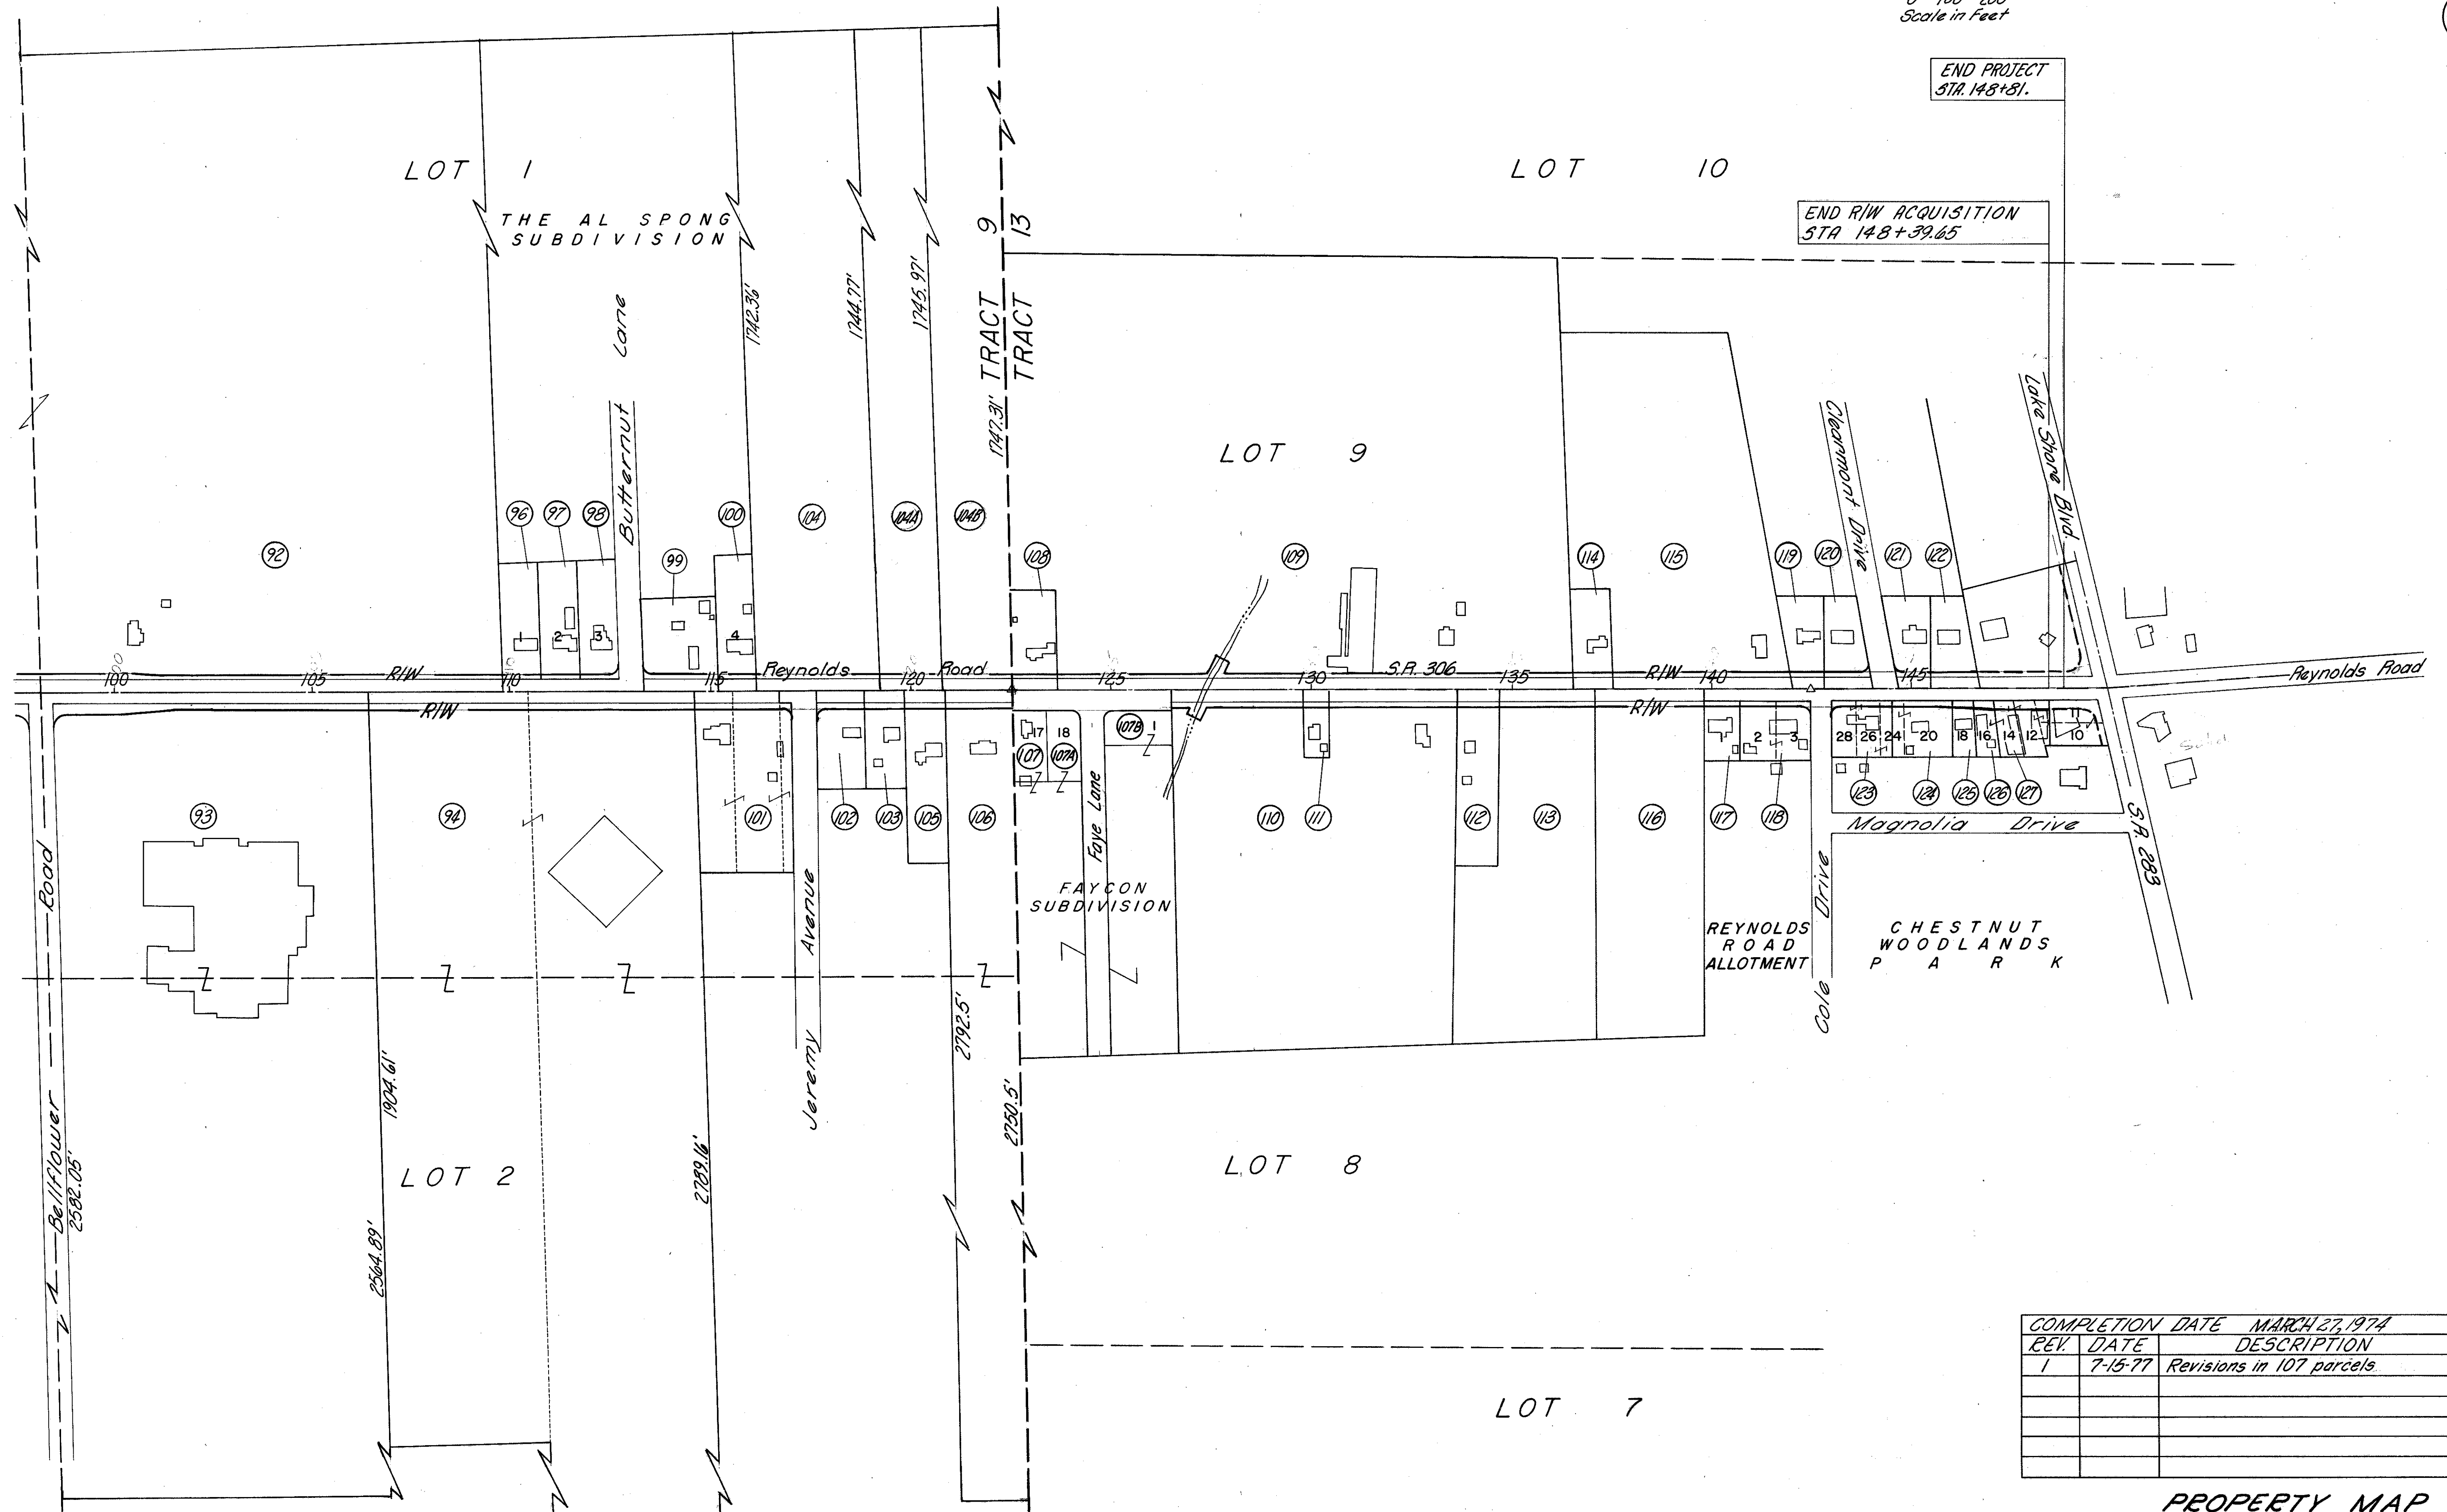 0 100 200
Scale in Feet
END PROJECT
STA. 148+81.
LOT 1
LOT 10
THE AL SPONG
SUBDIVISION
END R/W ACQUISITION
STA 148+39.65
TRACT 9
TRACT 13
Butternut Lane
1742.36'
1744.77'
1745.97'
1747.31'
LOT 9
Clearmont Drive
Lake Shore Blvd.
92
96
97
98
99
100
104
104A
104B
108
109
114
115
119
120
121
122
1
2
3
4
100
105
R/W
110
115
Reynolds Road
120
125
130
S.R. 306
135
R/W
140
145
Reynolds Road
R/W
R/W
17
18
107
107A
107B
1
1
2
3
28
26
24
20
18
16
14
12
11
10
93
94
101
102
103
105
106
110
111
112
113
116
117
118
123
124
125
126
127
Faye Lane
Magnolia Drive
S.R. 283
Bellflower Road
Jeremy Avenue
FAYCON
SUBDIVISION
REYNOLDS
ROAD
ALLOTMENT
Cole Drive
CHESTNUT
WOODLANDS
PARK
2582.05'
1904.61'
2564.89'
2789.16'
2792.5'
2750.5'
LOT 2
LOT 8
LOT 7
COMPLETION DATE MARCH 27, 1974
REV. DATE DESCRIPTION
1 7-15-77 Revisions in 107 parcels
PROPERTY MAP